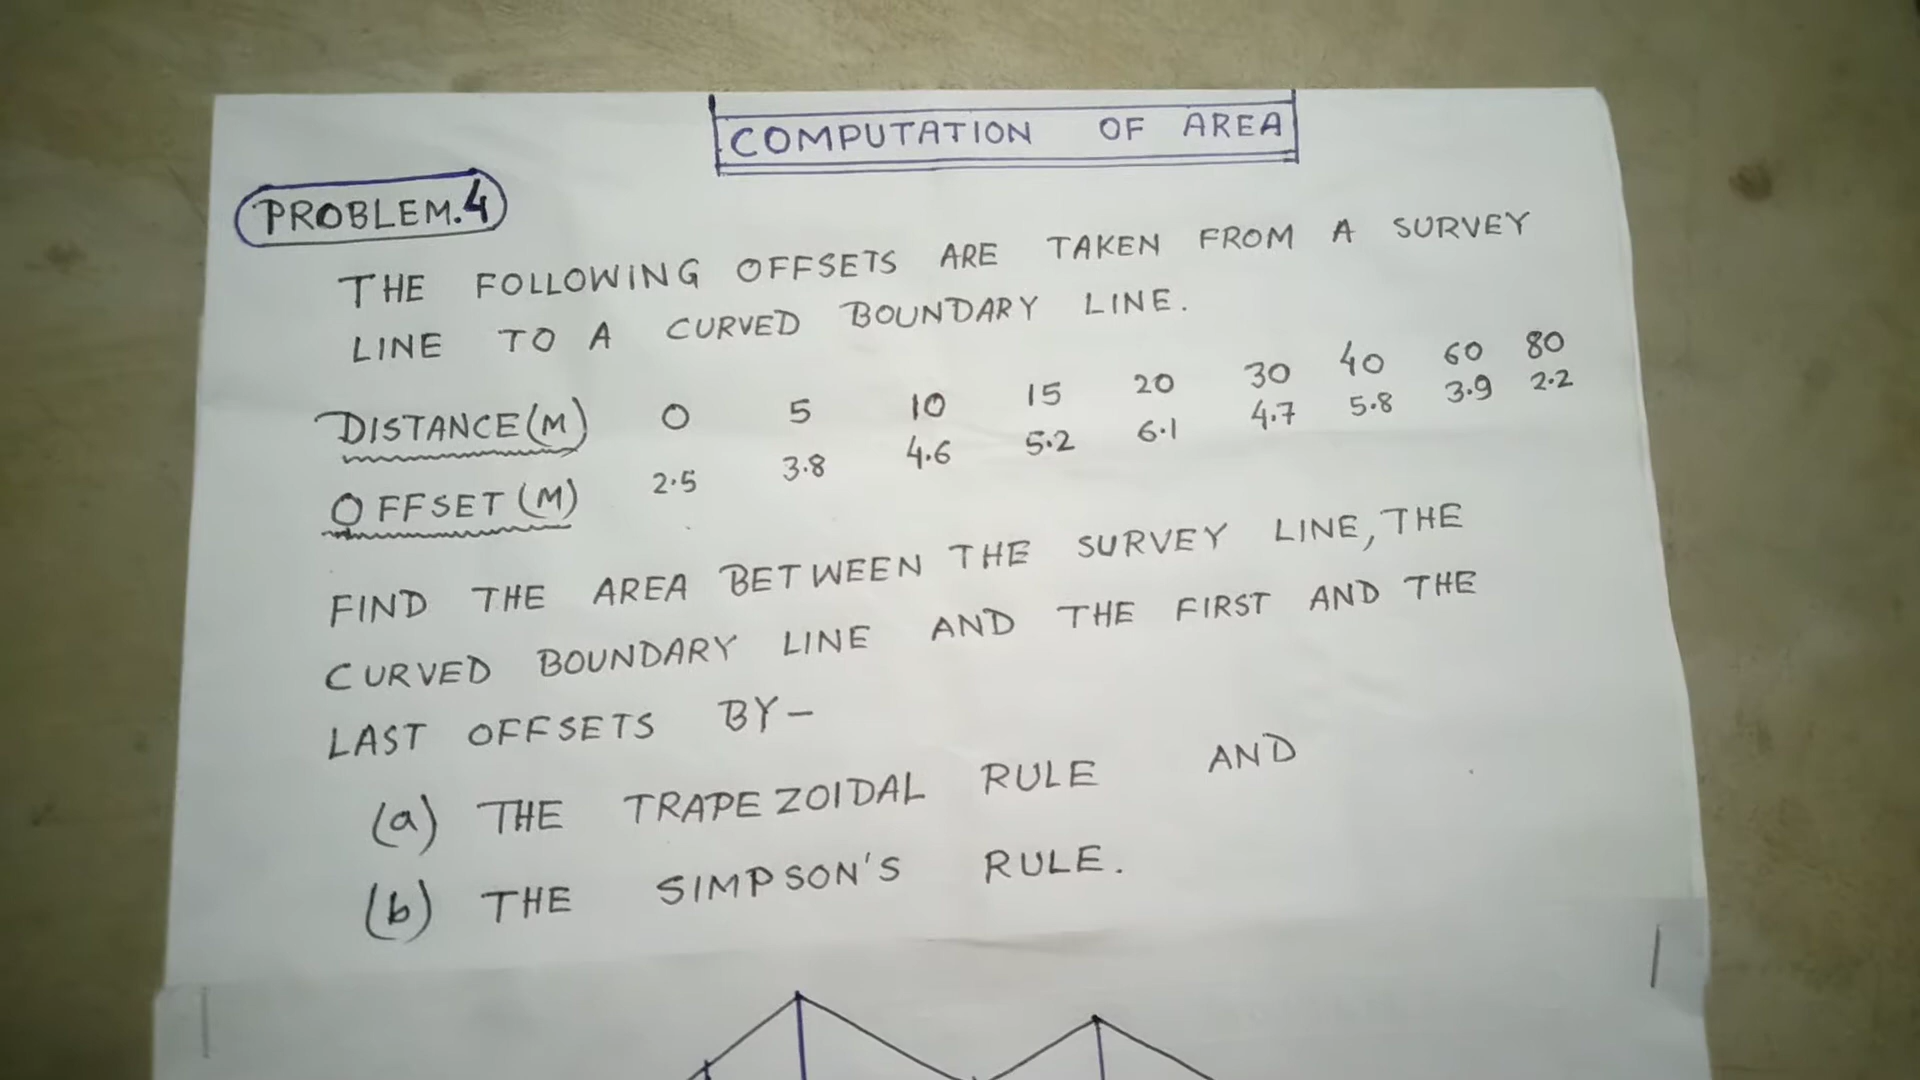 COMPUTATION OF AREA
PROBLEM.4
THE FOLLOWING OFFSETS ARE TAKEN FROM A SURVEY
LINE TO A CURVED BOUNDARY LINE.
DISTANCE(M) 0 5 10 15 20 30 40 60 80
OFFSET(M) 2.5 3.8 4.6 5.2 6.1 4.7 5.8 3.9 2.2
FIND THE AREA BETWEEN THE SURVEY LINE, THE
CURVED BOUNDARY LINE AND THE FIRST AND THE
LAST OFFSETS BY-
(a) THE TRAPEZOIDAL RULE AND
(b) THE SIMPSON'S RULE.